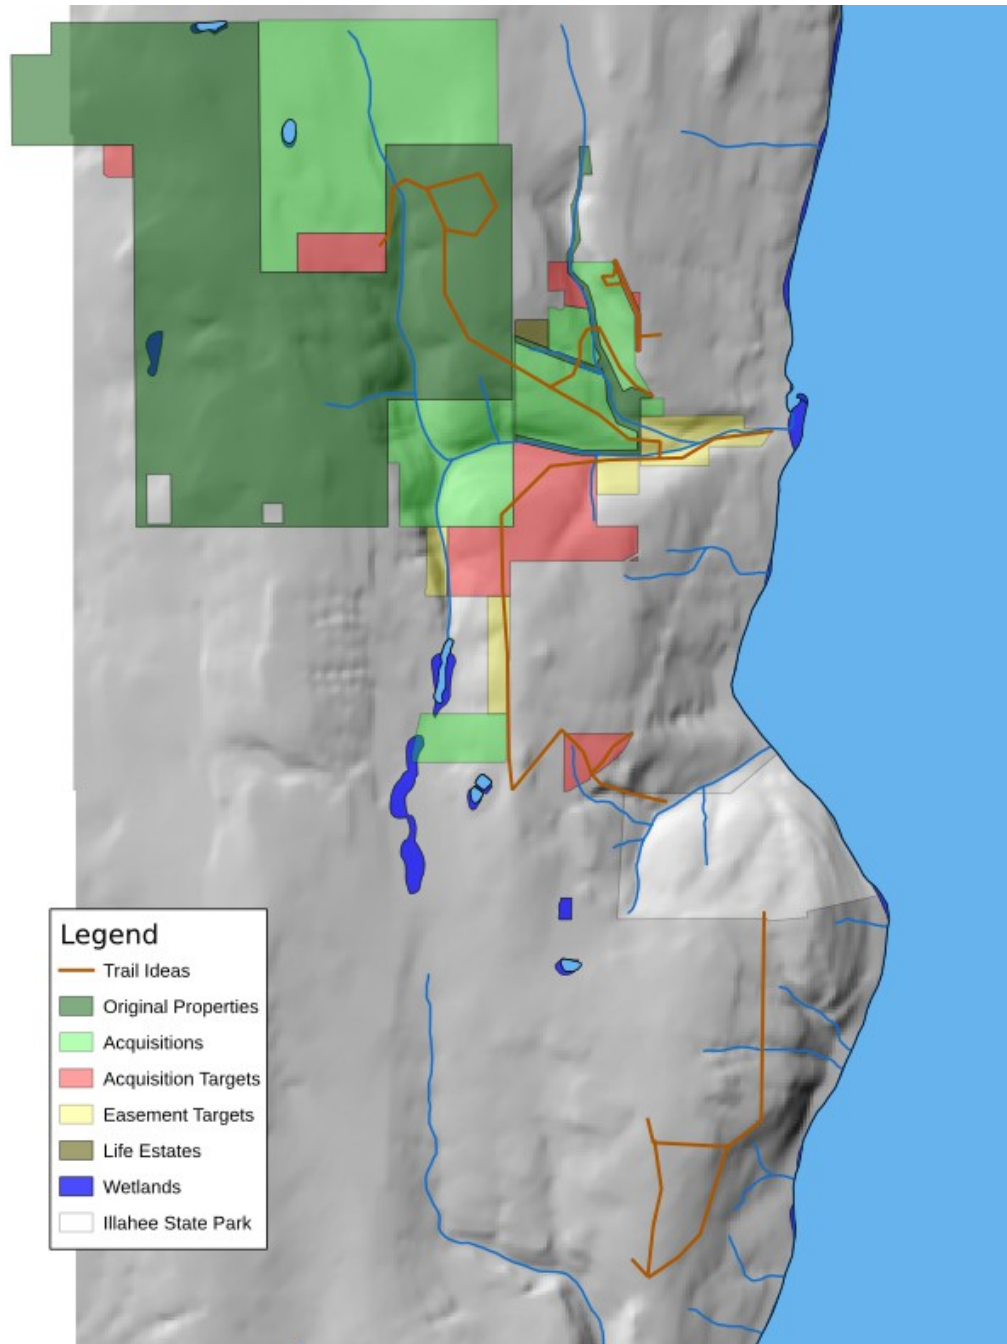 Legend
Trail Ideas
Original Properties
Acquisitions
Acquisition Targets
Easement Targets
Life Estates
Wetlands
Illahee State Park